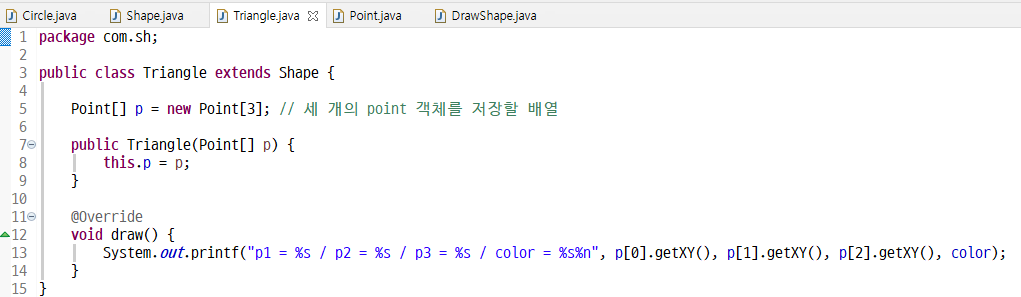 Circle.java Shape.java Triangle.java Point.java DrawShape.java
1 package com.sh;
2
3 public class Triangle extends Shape {
4
5 Point[] p = new Point[3]; // 세 개의 point 객체를 저장할 배열
6
7 public Triangle(Point[] p) {
8 this.p = p;
9 }
10
11 @Override
12 void draw() {
13 System.out.printf("p1 = %s / p2 = %s / p3 = %s / color = %s%n", p[0].getXY(), p[1].getXY(), p[2].getXY(), color);
14 }
15 }